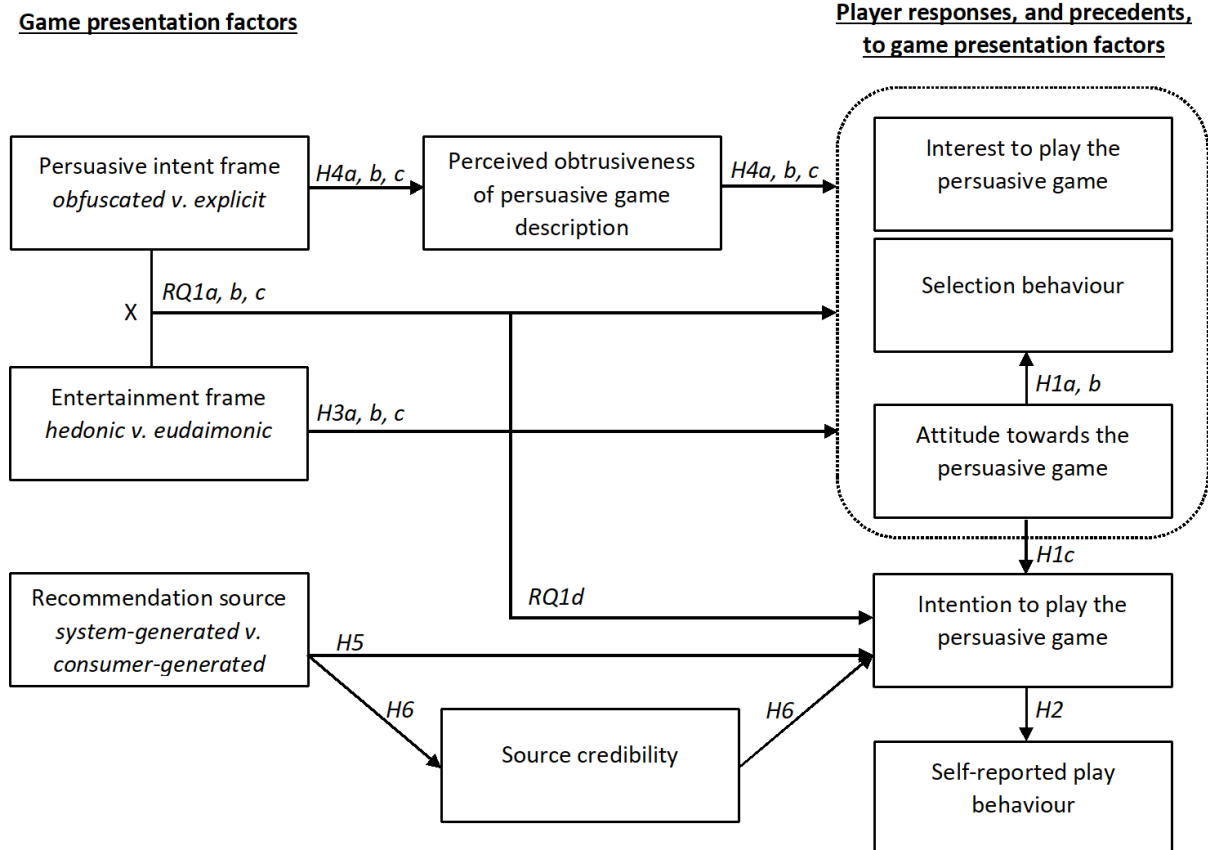 Game presentation factors
Player responses, and precedents,
to game presentation factors
Persuasive intent frame
obfuscated v. explicit
H4a, b, c
Perceived obtrusiveness
of persuasive game
description
H4a, b, c
Interest to play the
persuasive game
Selection behaviour
X
RQ1a, b, c
H1a, b
Entertainment frame
hedonic v. eudaimonic
H3a, b, c
Attitude towards the
persuasive game
H1c
Recommendation source
system-generated v.
consumer-generated
RQ1d
H5
Intention to play the
persuasive game
H6
H6
H2
Source credibility
Self-reported play
behaviour